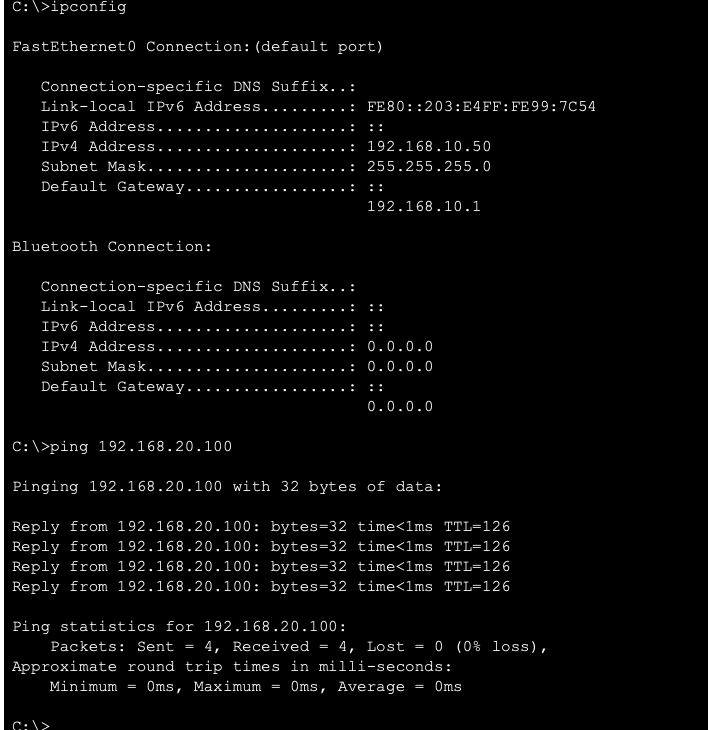 C:\>ipconfig
FastEthernet0 Connection:(default port)
Connection-specific DNS Suffix..:
Link-local IPv6 Address.........: FE80::203:E4FF:FE99:7C54
IPv6 Address....................: ::
IPv4 Address....................: 192.168.10.50
Subnet Mask.....................: 255.255.255.0
Default Gateway.................: ::
192.168.10.1
Bluetooth Connection:
Connection-specific DNS Suffix..:
Link-local IPv6 Address.........: ::
IPv6 Address....................: ::
IPv4 Address....................: 0.0.0.0
Subnet Mask.....................: 0.0.0.0
Default Gateway.................: ::
0.0.0.0
C:\>ping 192.168.20.100
Pinging 192.168.20.100 with 32 bytes of data:
Reply from 192.168.20.100: bytes=32 time<1ms TTL=126
Reply from 192.168.20.100: bytes=32 time<1ms TTL=126
Reply from 192.168.20.100: bytes=32 time<1ms TTL=126
Reply from 192.168.20.100: bytes=32 time<1ms TTL=126
Ping statistics for 192.168.20.100:
Packets: Sent = 4, Received = 4, Lost = 0 (0% loss),
Approximate round trip times in milli-seconds:
Minimum = 0ms, Maximum = 0ms, Average = 0ms
C:\>